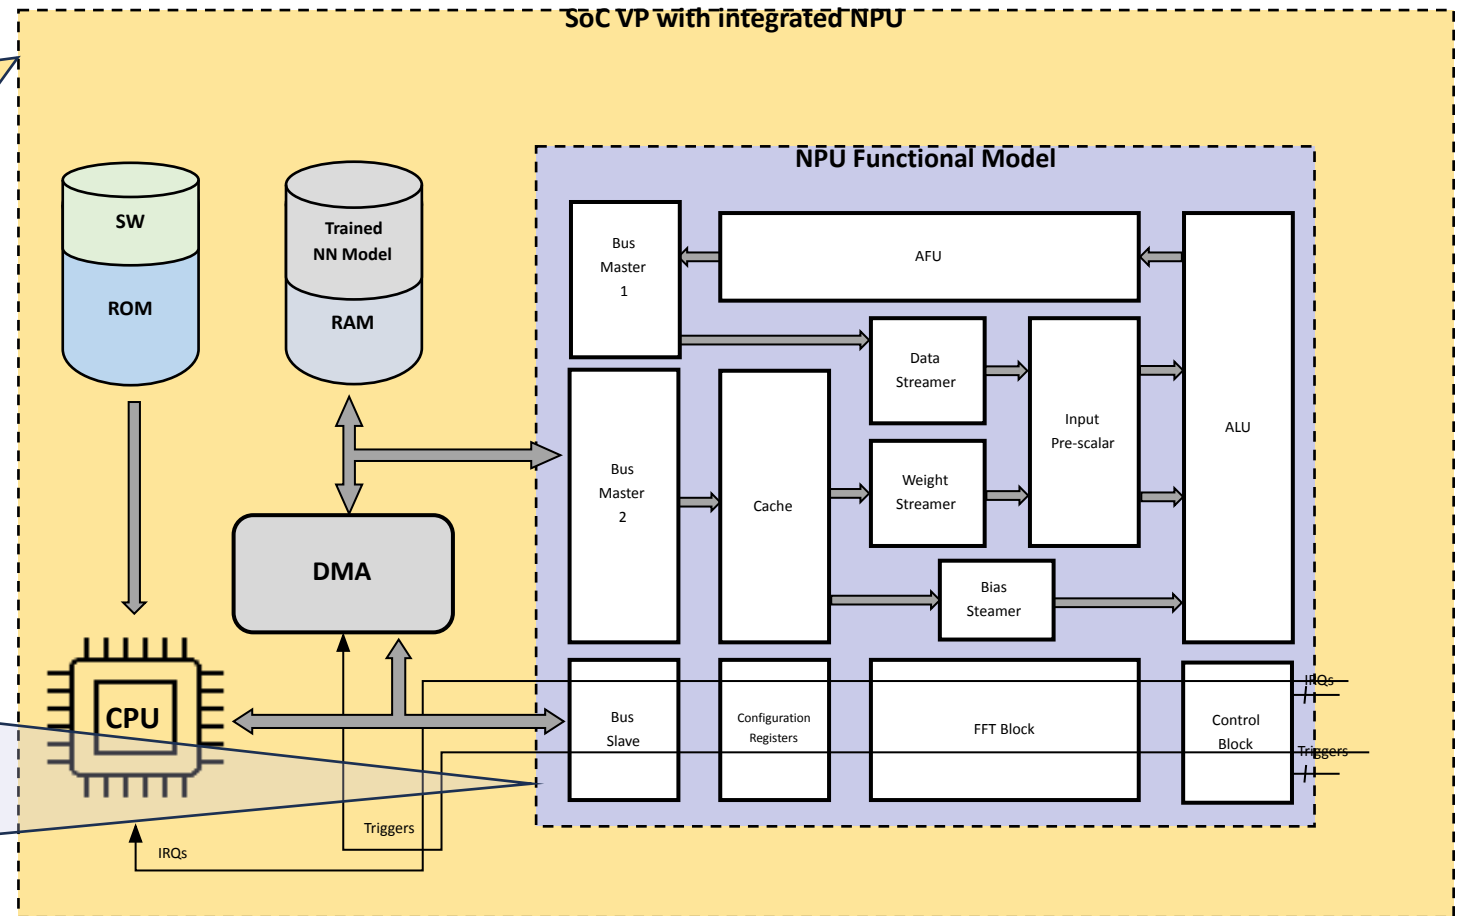 SoC VP with integrated NPU
NPU Functional Model
SW
ROM
Trained
NN Model
RAM
Bus
Master
1
AFU
Data
Streamer
Input
Pre-scalar
ALU
Bus
Master
2
Cache
Weight
Streamer
Bias
Steamer
DMA
CPU
Bus
Slave
Configuration
Registers
FFT Block
Control
Block
IRQs
Triggers
Triggers
IRQs